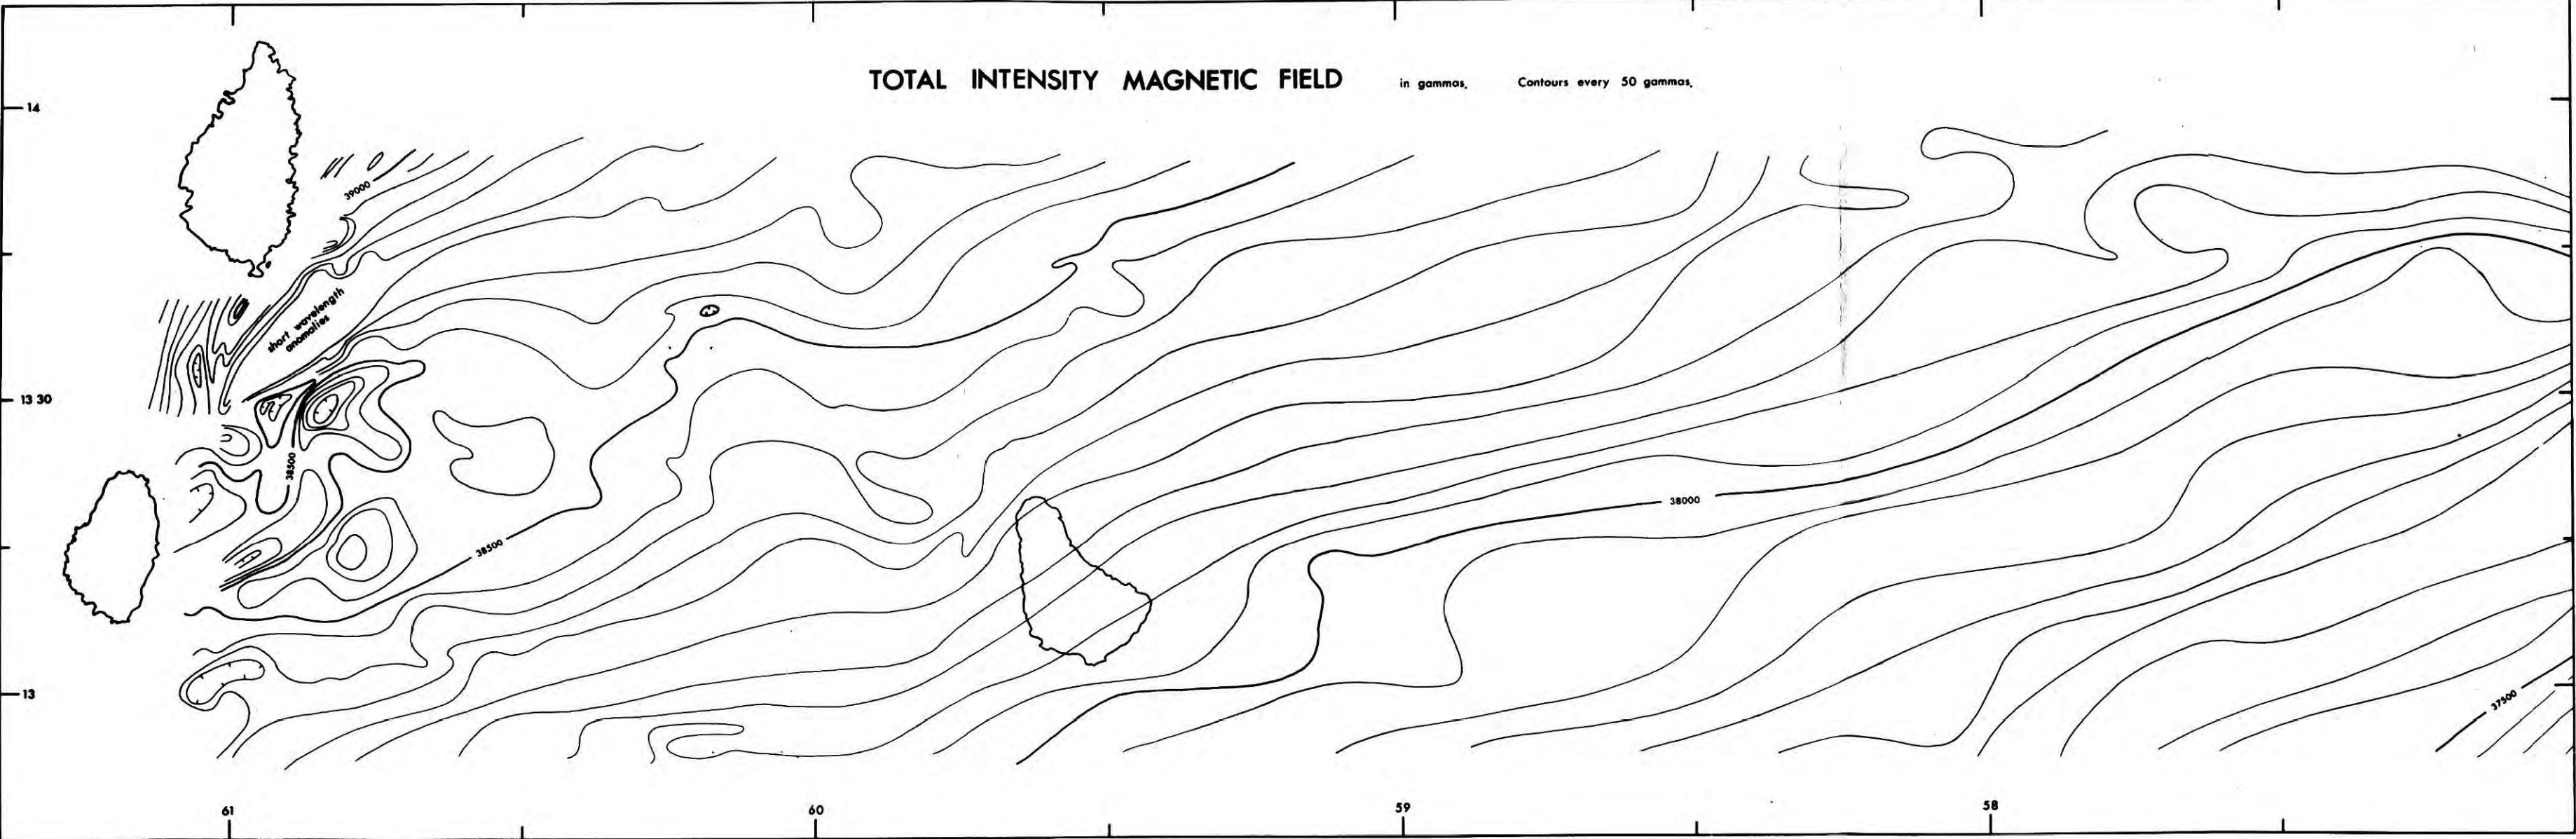 TOTAL INTENSITY MAGNETIC FIELD in gammas. Contours every 50 gammas.
14
39000
short wavelength
anomalies
13 30
38500
38000
38500
13
37500
61 60 59 58